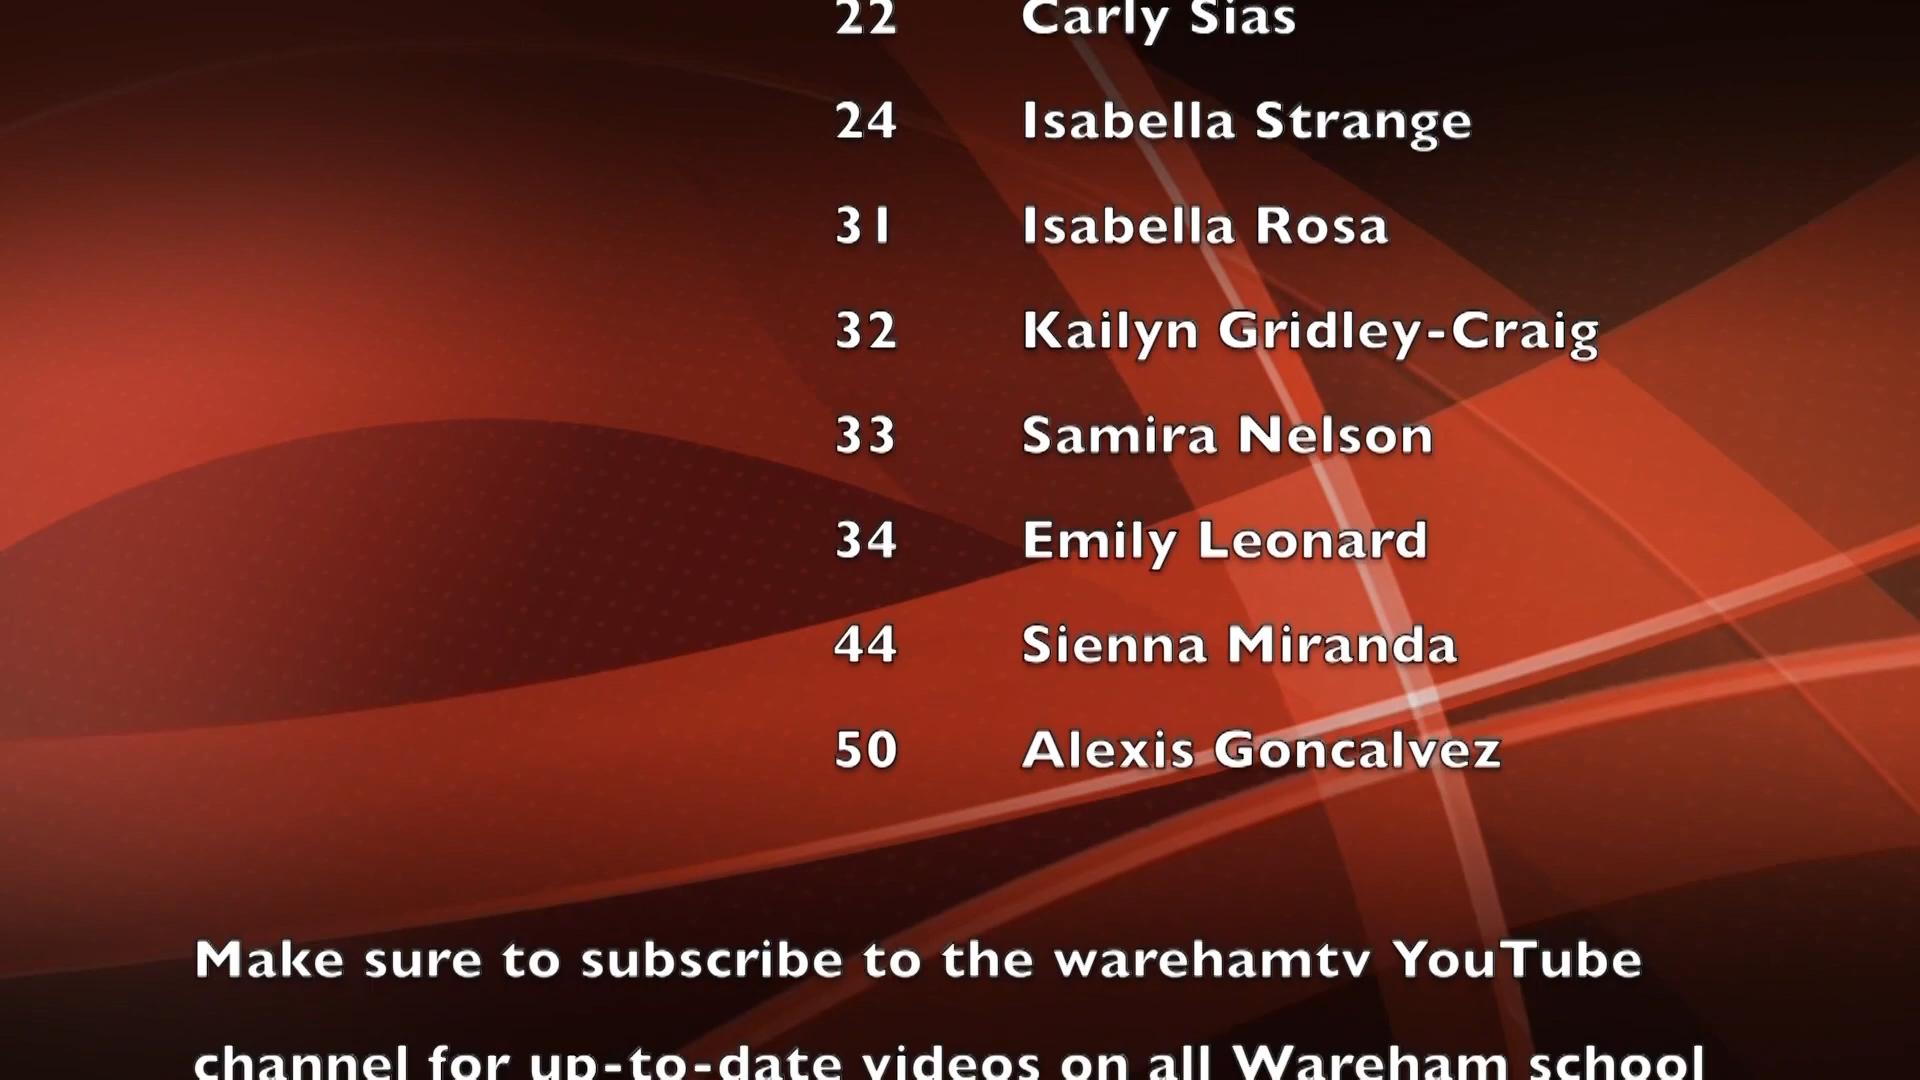 22 Carly Sias
24 Isabella Strange
31 Isabella Rosa
32 Kailyn Gridley-Craig
33 Samira Nelson
34 Emily Leonard
44 Sienna Miranda
50 Alexis Goncalvez
Make sure to subscribe to the warehamtv YouTube
channel for up-to-date videos on all Wareham school